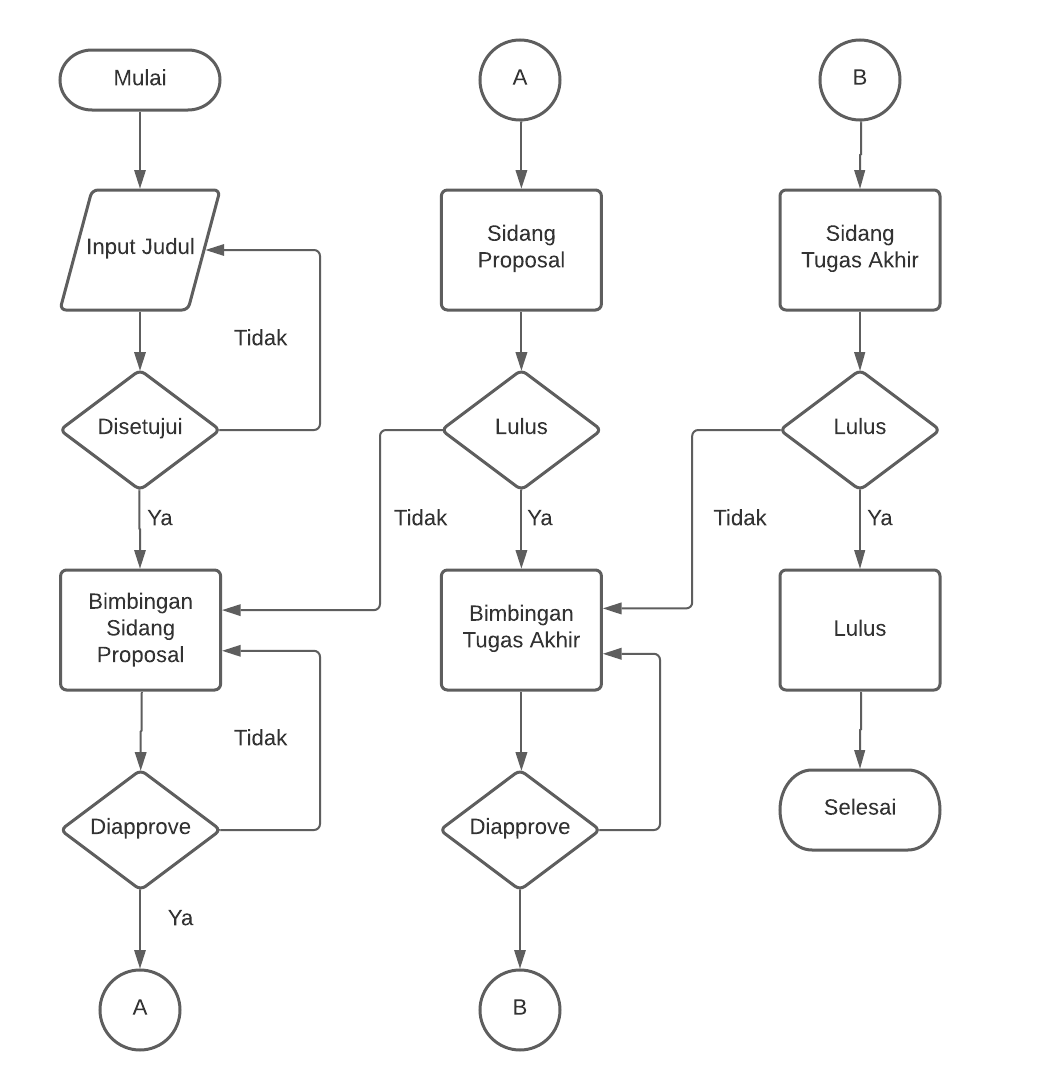 Mulai
Input Judul
Tidak
Disetujui
Ya
Bimbingan
Sidang
Proposal
Tidak
Diapprove
Ya
A
A
Sidang
Proposal
Lulus
Tidak
Ya
Bimbingan
Tugas Akhir
Diapprove
B
B
Sidang
Tugas Akhir
Lulus
Tidak
Ya
Lulus
Selesai